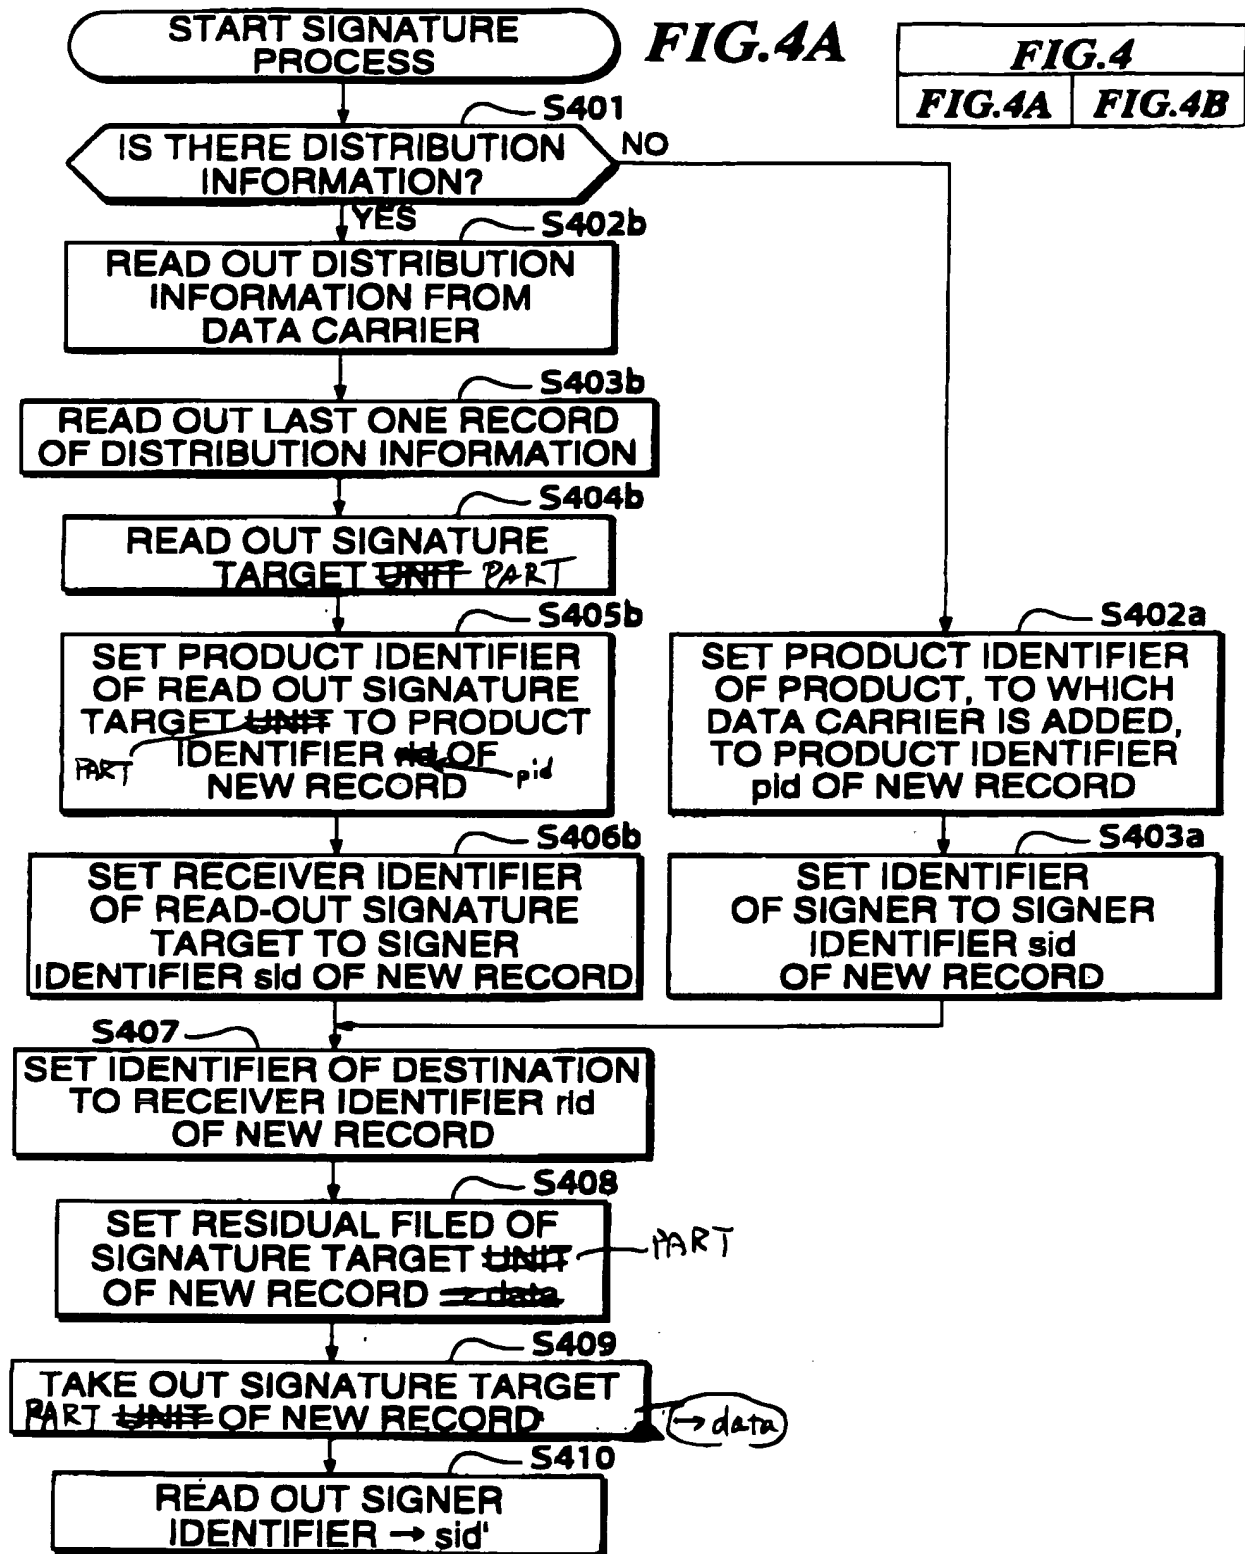 START SIGNATURE
PROCESS
FIG.4A
FIG.4
FIG.4A FIG.4B
S401
IS THERE DISTRIBUTION
INFORMATION?
NO
YES
S402b
READ OUT DISTRIBUTION
INFORMATION FROM
DATA CARRIER
S403b
READ OUT LAST ONE RECORD
OF DISTRIBUTION INFORMATION
S404b
READ OUT SIGNATURE
TARGET UNIT PART
S405b
SET PRODUCT IDENTIFIER
OF READ OUT SIGNATURE
TARGET UNIT TO PRODUCT
PART IDENTIFIER rid OF
NEW RECORD pid
S402a
SET PRODUCT IDENTIFIER
OF PRODUCT, TO WHICH
DATA CARRIER IS ADDED,
TO PRODUCT IDENTIFIER
pid OF NEW RECORD
S406b
SET RECEIVER IDENTIFIER
OF READ-OUT SIGNATURE
TARGET TO SIGNER
IDENTIFIER sid OF NEW RECORD
S403a
SET IDENTIFIER
OF SIGNER TO SIGNER
IDENTIFIER sid
OF NEW RECORD
S407
SET IDENTIFIER OF DESTINATION
TO RECEIVER IDENTIFIER rid
OF NEW RECORD
S408
SET RESIDUAL FILED OF
SIGNATURE TARGET UNIT PART
OF NEW RECORD → data
S409
TAKE OUT SIGNATURE TARGET
PART UNIT OF NEW RECORD → data
S410
READ OUT SIGNER
IDENTIFIER → sid'